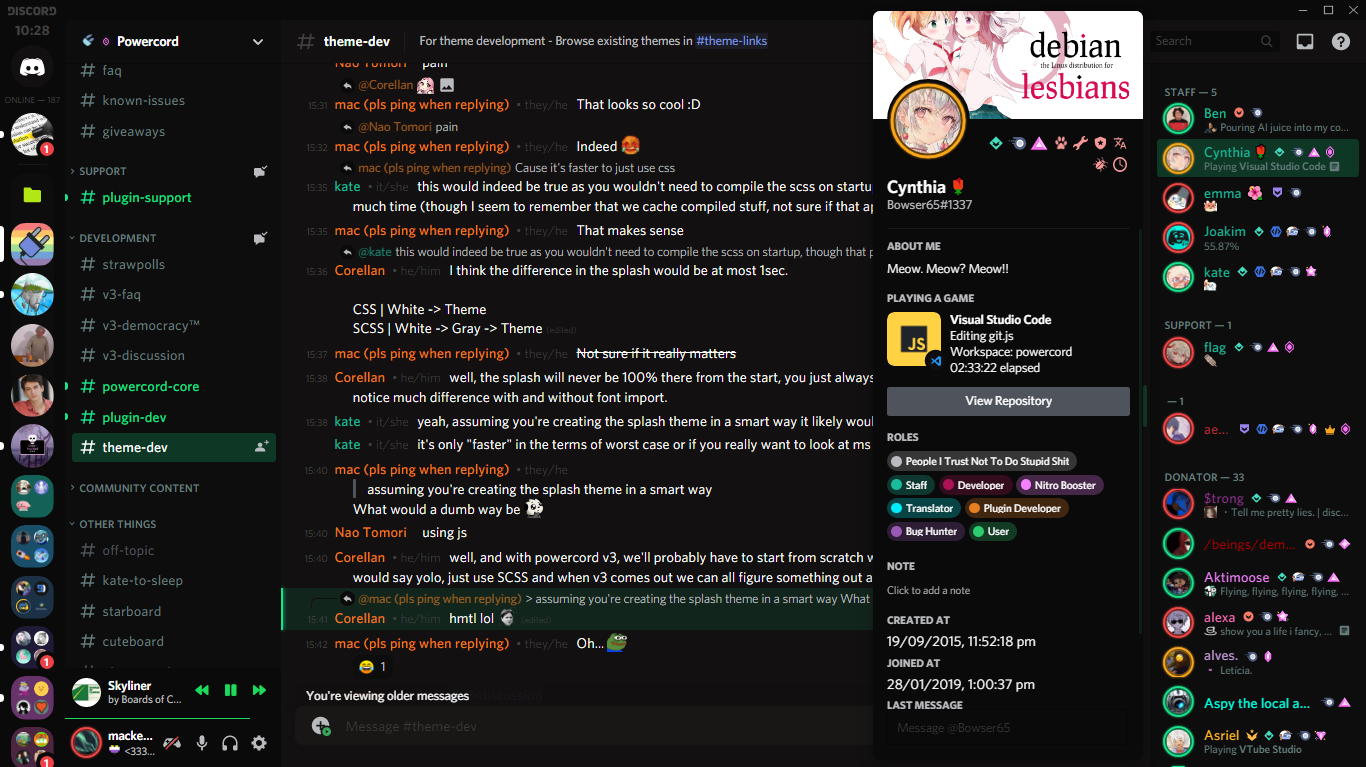 DISCORD
10:28
ONLINE — 187
1
1
1
Powercord
faq
known-issues
giveaways
SUPPORT
plugin-support
DEVELOPMENT
strawpolls
v3-faq
v3-democracy™
v3-discussion
powercord-core
plugin-dev
theme-dev
COMMUNITY CONTENT
OTHER THINGS
off-topic
kate-to-sleep
starboard
cuteboard
Skyliner
by Boards of C...
macke...
<333...
theme-dev
For theme development - Browse existing themes in #theme-links
Nao Tomori pain
@Corellan
15:31 mac (pls ping when replying) • they/he That looks so cool :D
@Nao Tomori pain
15:32 mac (pls ping when replying) • they/he Indeed
mac (pls ping when replying) Cause it's faster to just use css
15:35 kate • it/she this would indeed be true as you wouldn't need to compile the scss on startu
much time (though I seem to remember that we cache compiled stuff, not sure if that ap
15:35 mac (pls ping when replying) • they/he That makes sense
@kate this would indeed be true as you wouldn't need to compile the scss on startup, though that p
15:36 Corellan • he/him I think the difference in the splash would be at most 1sec.
CSS | White -> Theme
SCSS | White -> Gray -> Theme (edited)
15:37 mac (pls ping when replying) • they/he Not sure if it really matters
15:38 Corellan • he/him well, the splash will never be 100% there from the start, you just always
notice much difference with and without font import.
15:38 kate • it/she yeah, assuming you're creating the splash theme in a smart way it likely woul
kate • it/she it's only "faster" in the terms of worst case or if you really want to look at ms
15:40 mac (pls ping when replying) • they/he
assuming you're creating the splash theme in a smart way
What would a dumb way be
15:40 Nao Tomori using js
15:40 Corellan • he/him well, and with powercord v3, we'll probably have to start from scratch w
would say yolo, just use SCSS and when v3 comes out we can all figure something out a
@mac (pls ping when replying) > assuming you're creating the splash theme in a smart way What
15:41 Corellan • he/him hmtl lol (edited)
15:42 mac (pls ping when replying) • they/he Oh...
1
You're viewing older messages
Message #theme-dev
debian
the Linus distribution for
lesbians
Cynthia
Bowser65#1337
ABOUT ME
Meow. Meow? Meow!!
PLAYING A GAME
JS
Visual Studio Code
Editing git.js
Workspace: powercord
02:33:22 elapsed
View Repository
ROLES
People I Trust Not To Do Stupid Shit
Staff Developer Nitro Booster
Translator Plugin Developer
Bug Hunter User
NOTE
Click to add a note
CREATED AT
19/09/2015, 11:52:18 pm
JOINED AT
28/01/2019, 1:00:37 pm
LAST MESSAGE
Message @Bowser65
Search
STAFF — 5
Ben
Pouring AI juice into my co...
Cynthia
Playing Visual Studio Code
emma
Joakim
55.87%
kate
SUPPORT — 1
flag
— 1
ae...
DONATOR — 33
$trong
• Tell me pretty lies. | disc...
/beings/dem...
Aktimoose
Flying, flying, flying, flying, ...
alexa
show you a life i fancy, ...
alves.
Letícia.
Aspy the local a...
Asriel
Playing VTube Studio